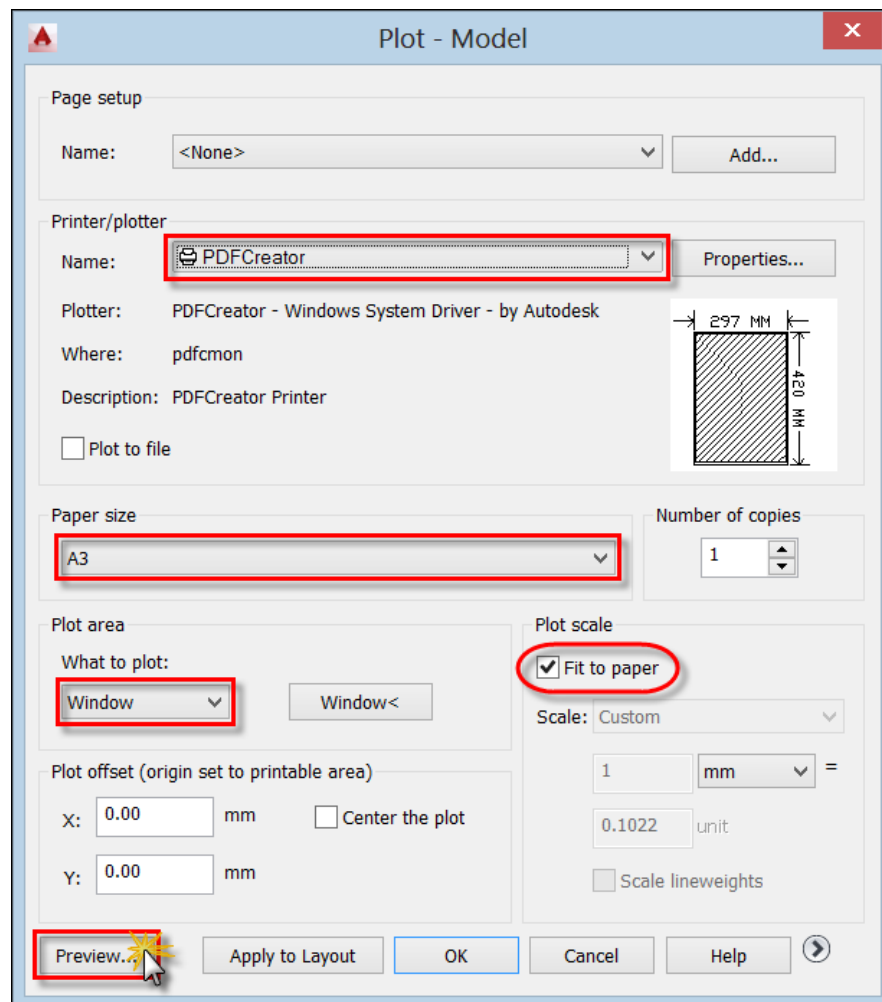 Plot - Model
Page setup
Name: <None> Add...
Printer/plotter
Name: PDFCreator Properties...
Plotter: PDFCreator - Windows System Driver - by Autodesk
Where: pdfcmon
Description: PDFCreator Printer
Plot to file
297 MM
420 MM
Paper size
A3
Number of copies
1
Plot area
What to plot:
Window Window<
Plot scale
Fit to paper
Scale: Custom
1 mm =
0.1022 unit
Scale lineweights
Plot offset (origin set to printable area)
X: 0.00 mm Center the plot
Y: 0.00 mm
Preview... Apply to Layout OK Cancel Help